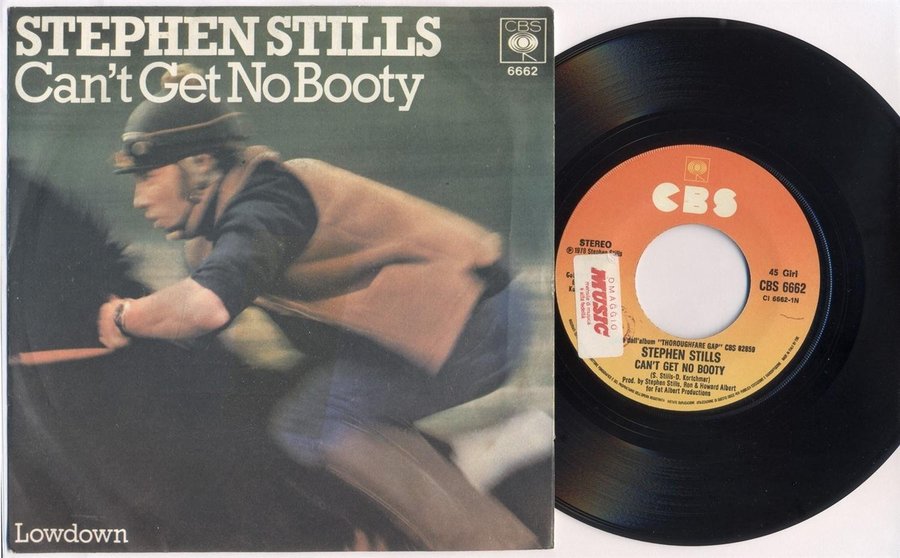 STEPHEN STILLS
Can't Get No Booty
CBS
6662
Lowdown
CBS
STEREO
℗ 1978 Stephen Stills
45 Giri
CBS 6662
CI 6662-1N
OMAGGIO
MUSIC
dall'album "THOROUGHFARE GAP" CBS 82859
STEPHEN STILLS
CAN'T GET NO BOOTY
(S. Stills-D. Kortchmar)
Prod. by Stephen Stills, Ron & Howard Albert
for Fat Albert Productions